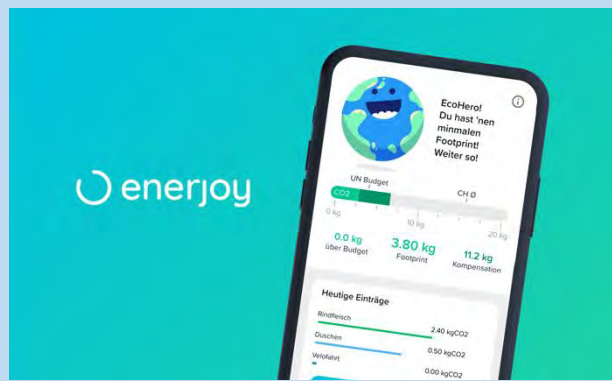 enerjoy
EcoHero!
Du hast 'nen
minmalen
Footprint!
Weiter so!
UN Budget
CH Ø
CO2
0 kg
10 kg
20 kg
0.0 kg
über Budget
3.80 kg
Footprint
11.2 kg
Kompensation
Heutige Einträge
Rindfleisch
2.40 kgCO2
Duschen
0.50 kgCO2
Velofahrt
0.00 kgCO2